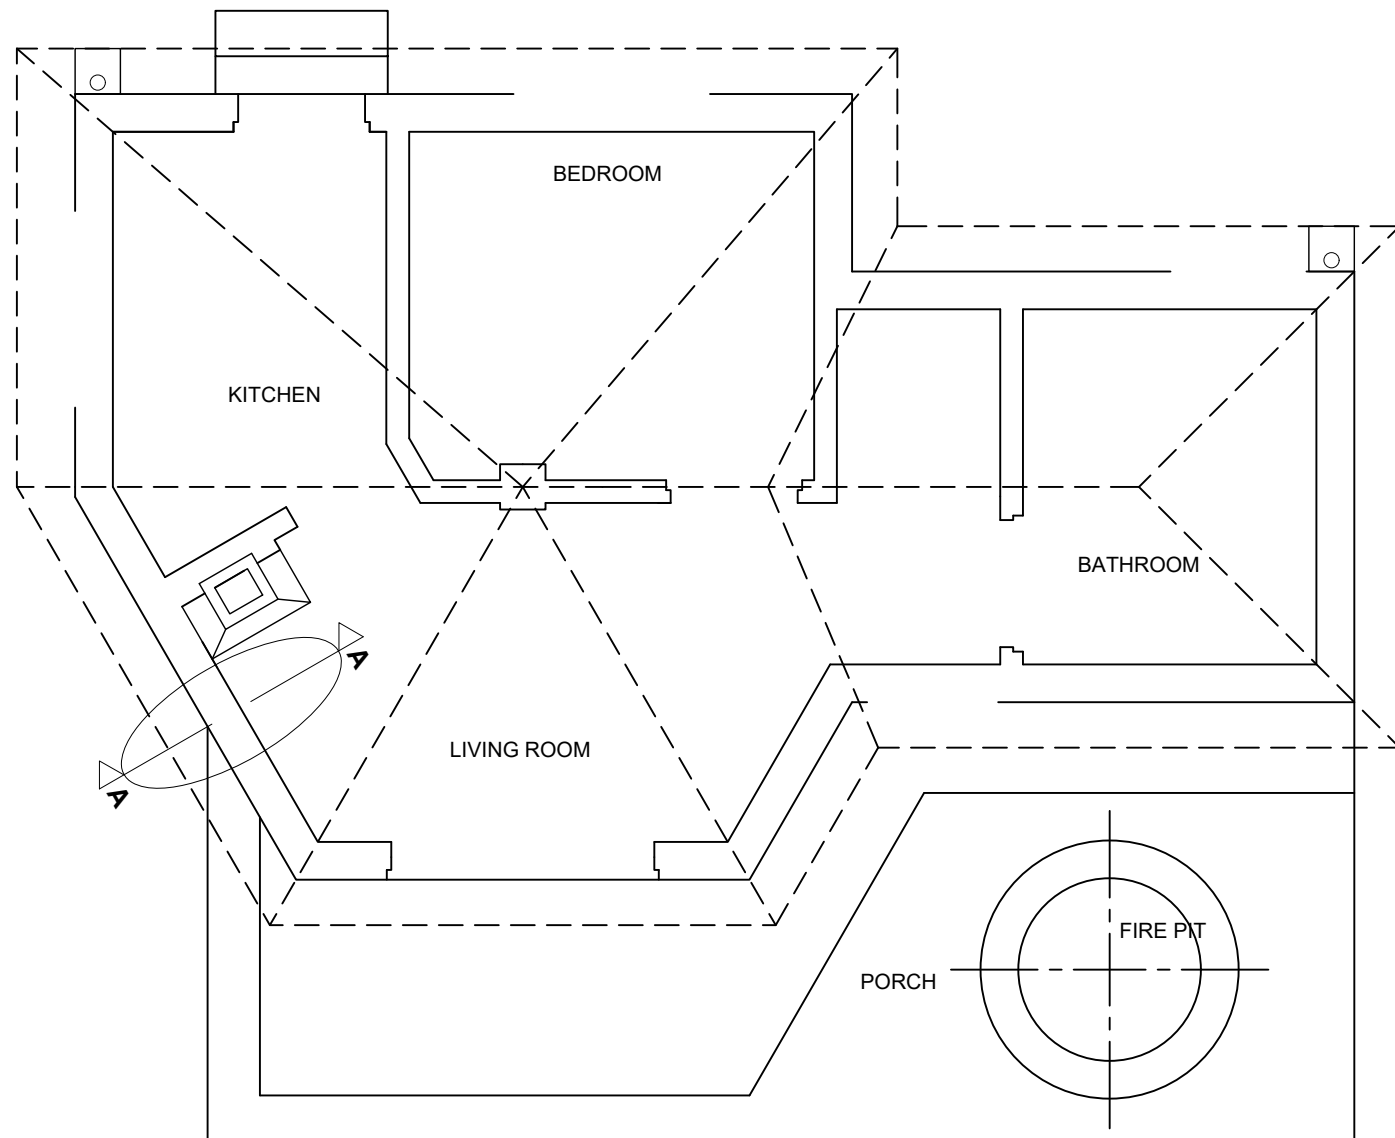 BEDROOM
KITCHEN
BATHROOM
A
LIVING ROOM
A
FIRE PIT
PORCH